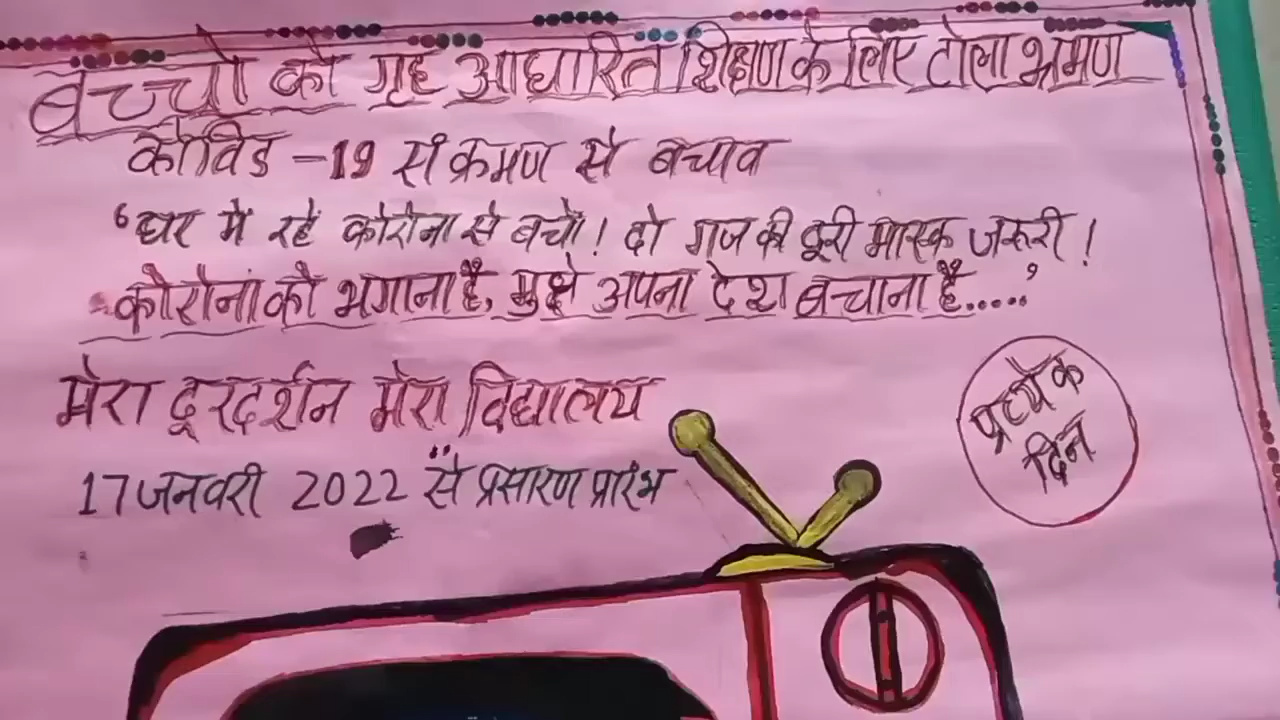 बच्चो को गृह आधारित शिक्षण के लिए टोला भ्रमण
कोविड -19 संक्रमण से बचाव
‘घर में रहें कोरोना से बचों! दो गज की दूरी मास्क जरूरी!
कोरोना को भगाना है, मुझे अपना देश बचाना है.....’
मेरा दूरदर्शन मेरा विद्यालय
17 जनवरी 2022 से प्रसारण प्रारंभ
प्रत्येक
दिन